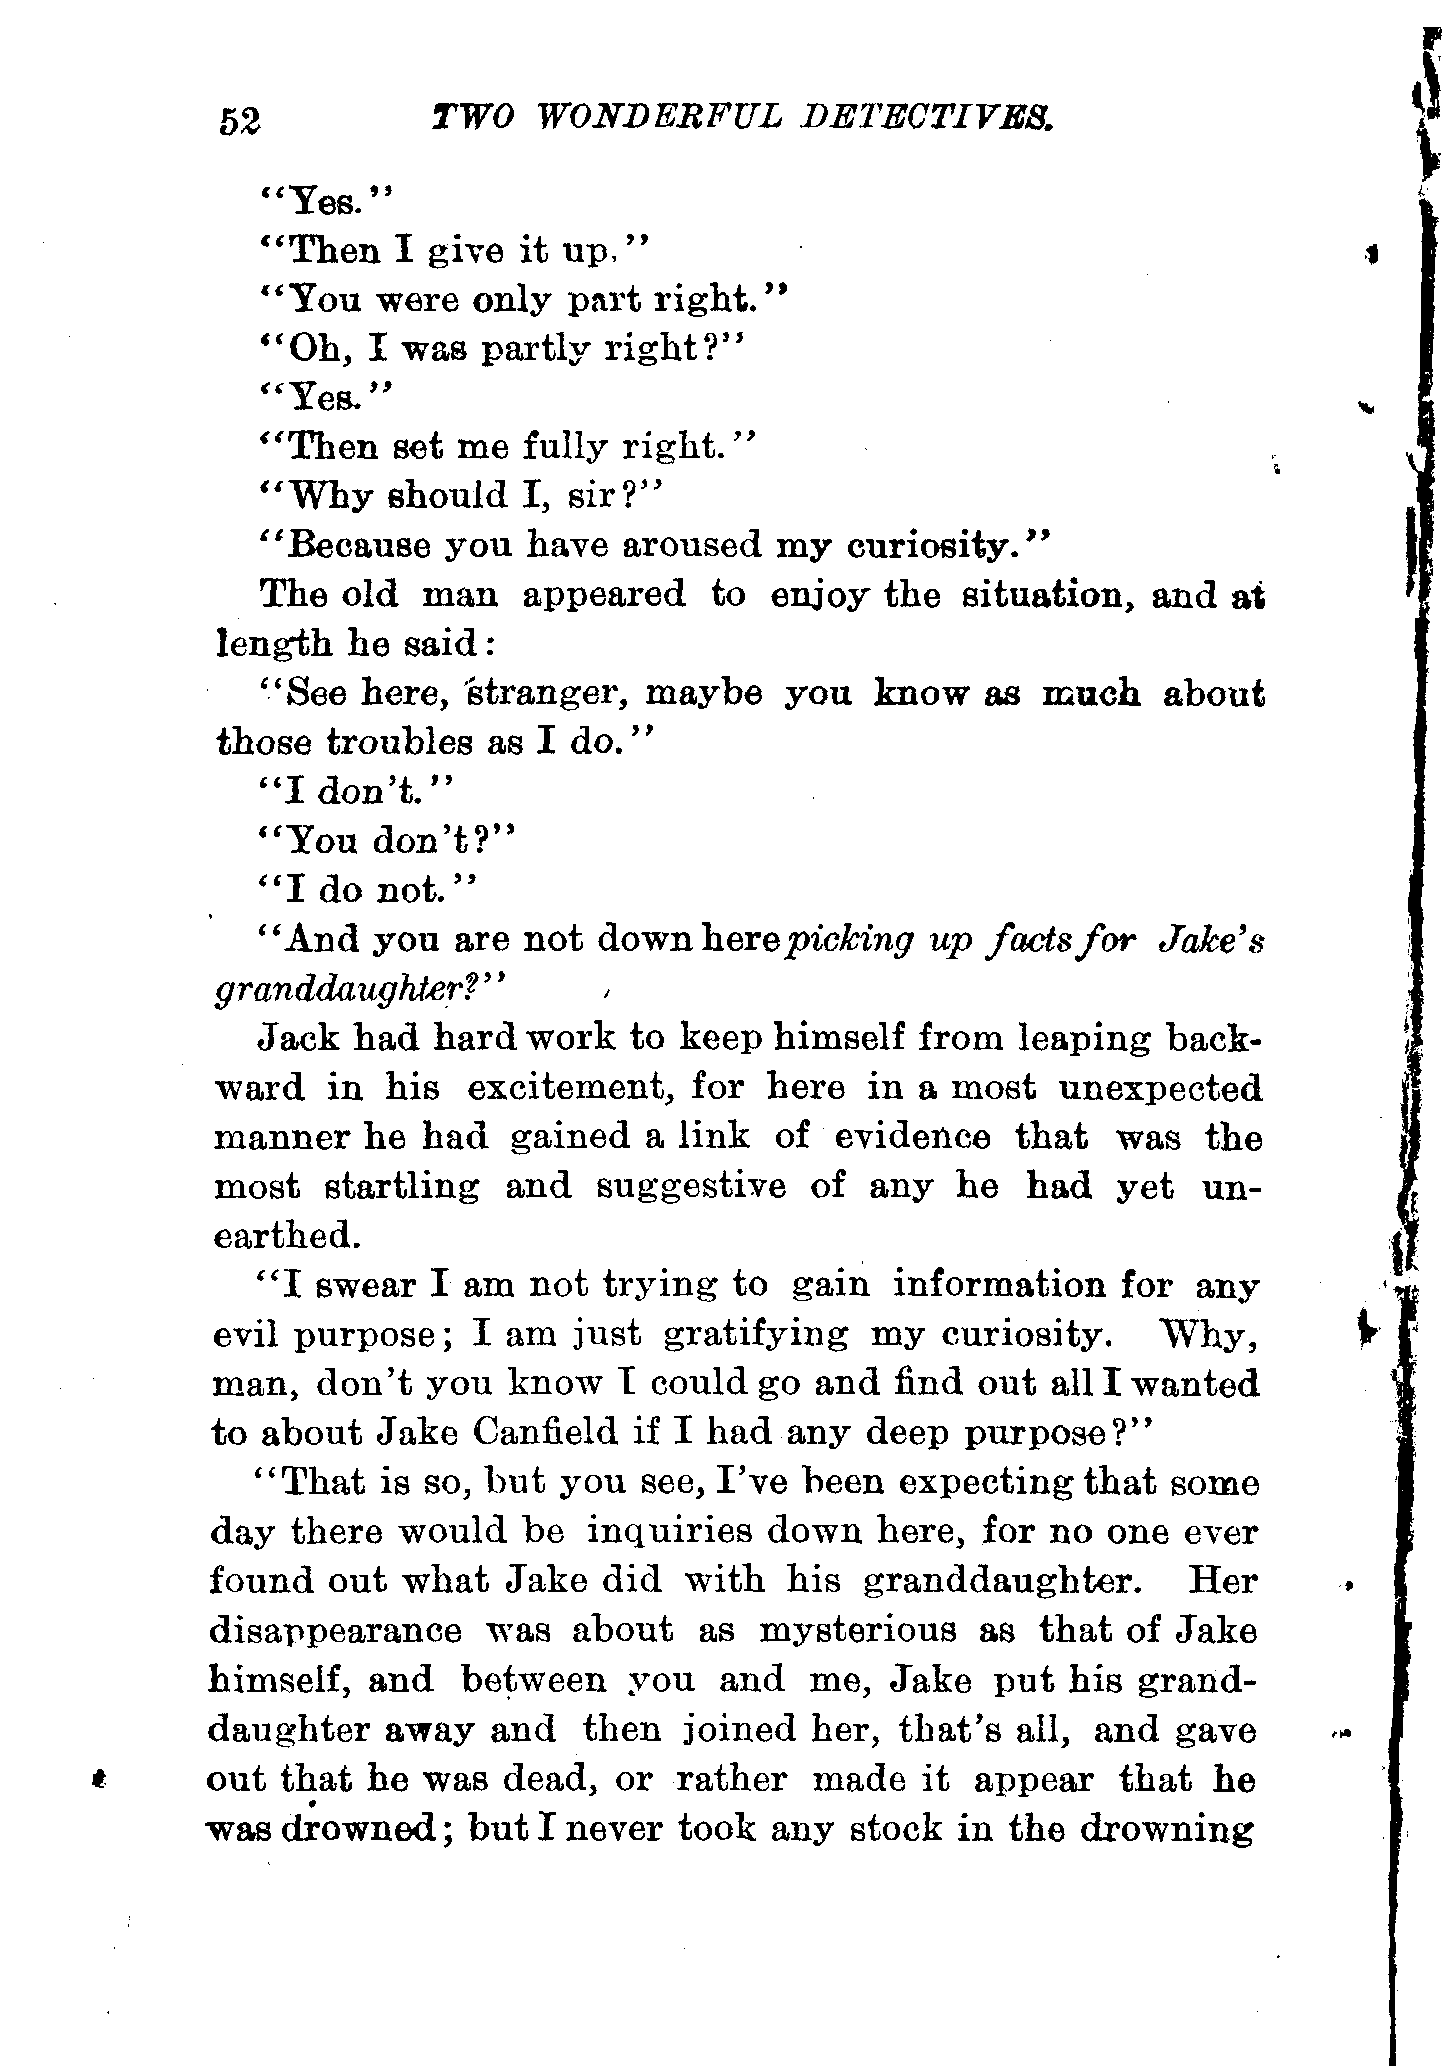 52 TWO WONDERFUL DETECTIVES.
"Yes."
"Then I give it up."
"You were only part right."
"Oh, I was partly right?"
"Yes."
"Then set me fully right."
"Why should I, sir?"
"Because you have aroused my curiosity."
The old man appeared to enjoy the situation, and at
length he said:
"See here, stranger, maybe you know as much about
those troubles as I do."
"I don't."
"You don't?"
"I do not."
"And you are not down here picking up facts for Jake's
granddaughter?"
Jack had hard work to keep himself from leaping back-
ward in his excitement, for here in a most unexpected
manner he had gained a link of evidence that was the
most startling and suggestive of any he had yet un-
earthed.
"I swear I am not trying to gain information for any
evil purpose; I am just gratifying my curiosity. Why,
man, don't you know I could go and find out all I wanted
to about Jake Canfield if I had any deep purpose?"
"That is so, but you see, I've been expecting that some
day there would be inquiries down here, for no one ever
found out what Jake did with his granddaughter. Her
disappearance was about as mysterious as that of Jake
himself, and between you and me, Jake put his grand-
daughter away and then joined her, that's all, and gave
out that he was dead, or rather made it appear that he
was drowned; but I never took any stock in the drowning